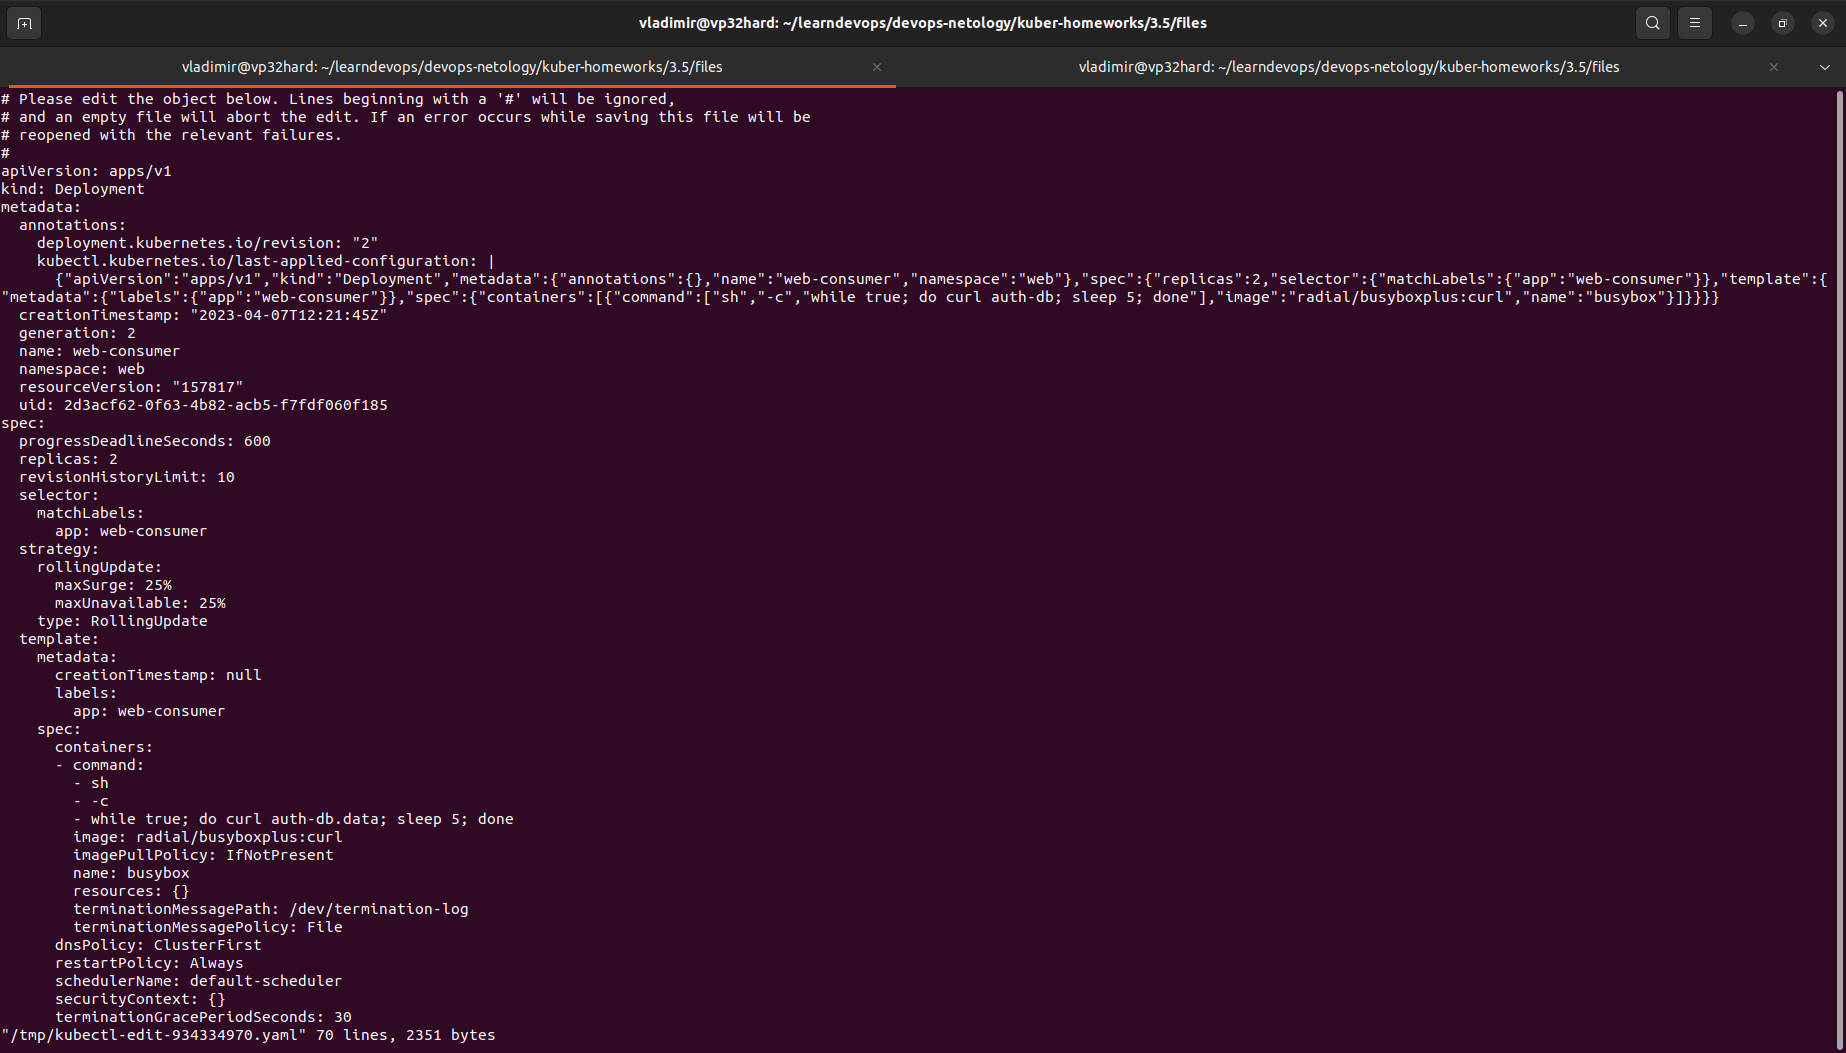 vladimir@vp32hard: ~/learndevops/devops-netology/kuber-homeworks/3.5/files
vladimir@vp32hard: ~/learndevops/devops-netology/kuber-homeworks/3.5/files
vladimir@vp32hard: ~/learndevops/devops-netology/kuber-homeworks/3.5/files
# Please edit the object below. Lines beginning with a '#' will be ignored,
# and an empty file will abort the edit. If an error occurs while saving this file will be
# reopened with the relevant failures.
#
apiVersion: apps/v1
kind: Deployment
metadata:
  annotations:
    deployment.kubernetes.io/revision: "2"
    kubectl.kubernetes.io/last-applied-configuration: |
      {"apiVersion":"apps/v1","kind":"Deployment","metadata":{"annotations":{},"name":"web-consumer","namespace":"web"},"spec":{"replicas":2,"selector":{"matchLabels":{"app":"web-consumer"}},"template":{
"metadata":{"labels":{"app":"web-consumer"}},"spec":{"containers":[{"command":["sh","-c","while true; do curl auth-db; sleep 5; done"],"image":"radial/busyboxplus:curl","name":"busybox"}]}}}}
  creationTimestamp: "2023-04-07T12:21:45Z"
  generation: 2
  name: web-consumer
  namespace: web
  resourceVersion: "157817"
  uid: 2d3acf62-0f63-4b82-acb5-f7fdf060f185
spec:
  progressDeadlineSeconds: 600
  replicas: 2
  revisionHistoryLimit: 10
  selector:
    matchLabels:
      app: web-consumer
  strategy:
    rollingUpdate:
      maxSurge: 25%
      maxUnavailable: 25%
    type: RollingUpdate
  template:
    metadata:
      creationTimestamp: null
      labels:
        app: web-consumer
    spec:
      containers:
      - command:
        - sh
        - -c
        - while true; do curl auth-db.data; sleep 5; done
        image: radial/busyboxplus:curl
        imagePullPolicy: IfNotPresent
        name: busybox
        resources: {}
        terminationMessagePath: /dev/termination-log
        terminationMessagePolicy: File
      dnsPolicy: ClusterFirst
      restartPolicy: Always
      schedulerName: default-scheduler
      securityContext: {}
      terminationGracePeriodSeconds: 30
"/tmp/kubectl-edit-934334970.yaml" 70 lines, 2351 bytes